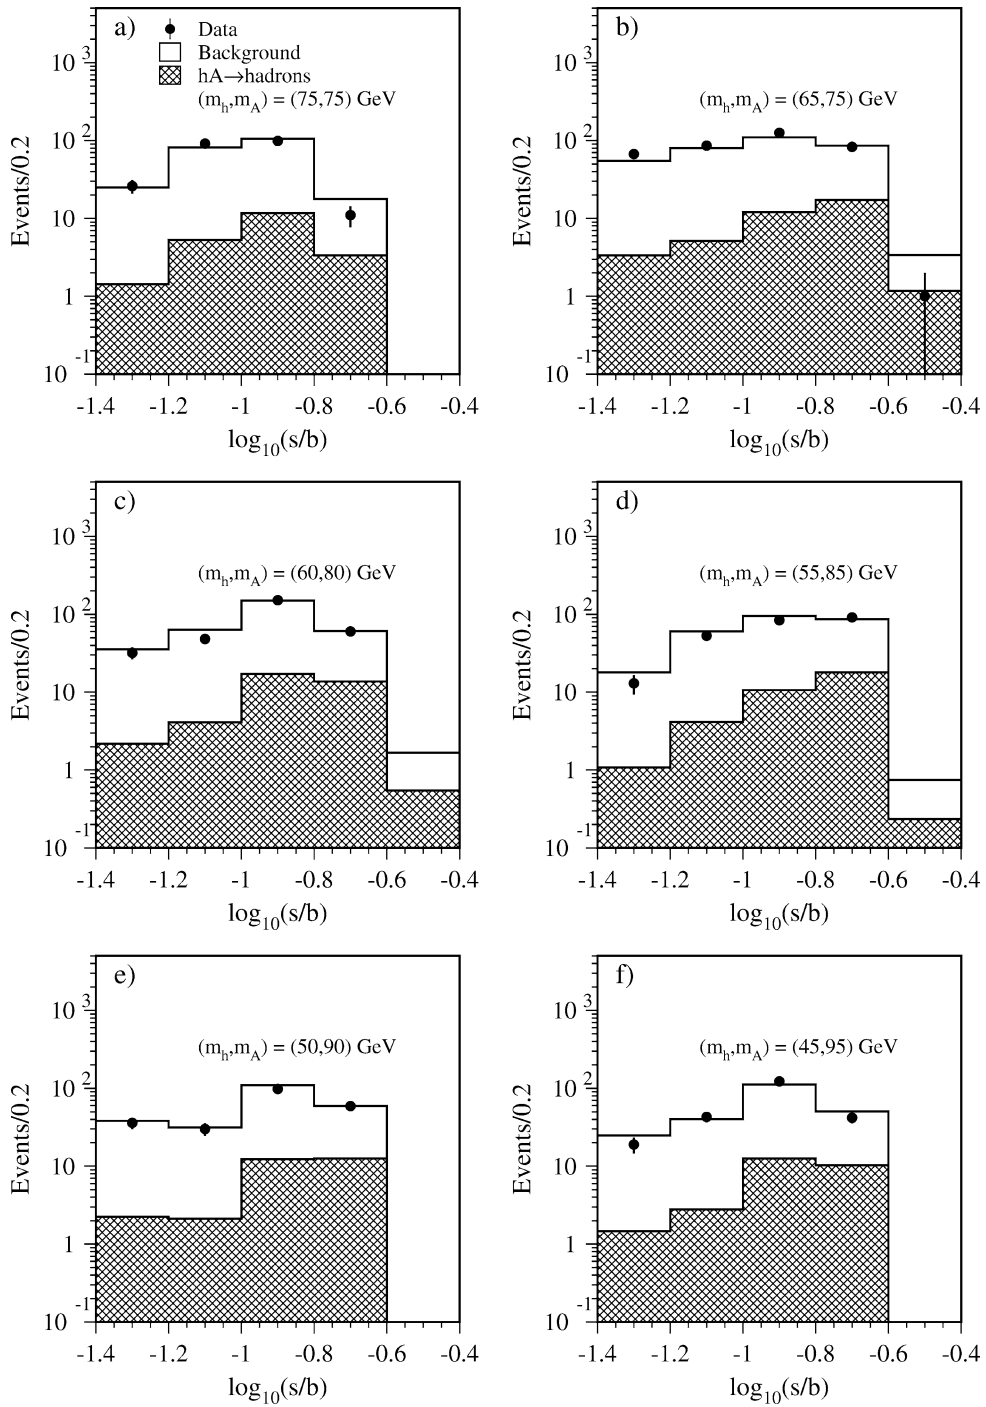 a)
Data
Background
hA→hadrons
(m_h,m_A) = (75,75) GeV
Events/0.2
10^3
10^2
10
1
10^-1
-1.4 -1.2 -1 -0.8 -0.6 -0.4
log_10(s/b)
b)
(m_h,m_A) = (65,75) GeV
Events/0.2
10^3
10^2
10
1
10^-1
-1.4 -1.2 -1 -0.8 -0.6 -0.4
log_10(s/b)
c)
(m_h,m_A) = (60,80) GeV
Events/0.2
10^3
10^2
10
1
10^-1
-1.4 -1.2 -1 -0.8 -0.6 -0.4
log_10(s/b)
d)
(m_h,m_A) = (55,85) GeV
Events/0.2
10^3
10^2
10
1
10^-1
-1.4 -1.2 -1 -0.8 -0.6 -0.4
log_10(s/b)
e)
(m_h,m_A) = (50,90) GeV
Events/0.2
10^3
10^2
10
1
10^-1
-1.4 -1.2 -1 -0.8 -0.6 -0.4
log_10(s/b)
f)
(m_h,m_A) = (45,95) GeV
Events/0.2
10^3
10^2
10
1
10^-1
-1.4 -1.2 -1 -0.8 -0.6 -0.4
log_10(s/b)